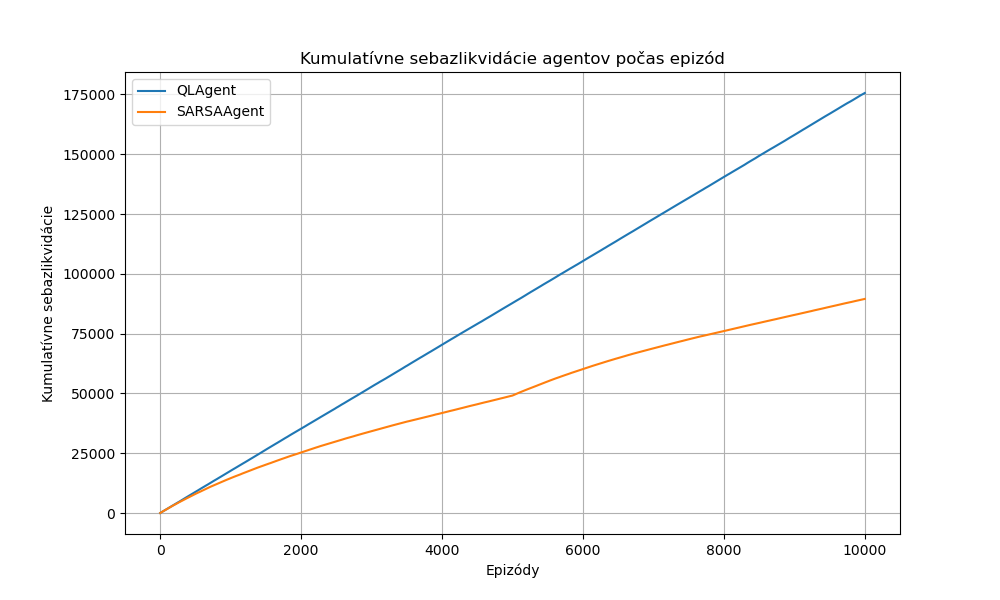 Kumulatívne sebazlikvidácie agentov počas epizód
QLAgent
SARSAAgent
Kumulatívne sebazlikvidácie
175000
150000
125000
100000
75000
50000
25000
0
0 2000 4000 6000 8000 10000
Epizódy